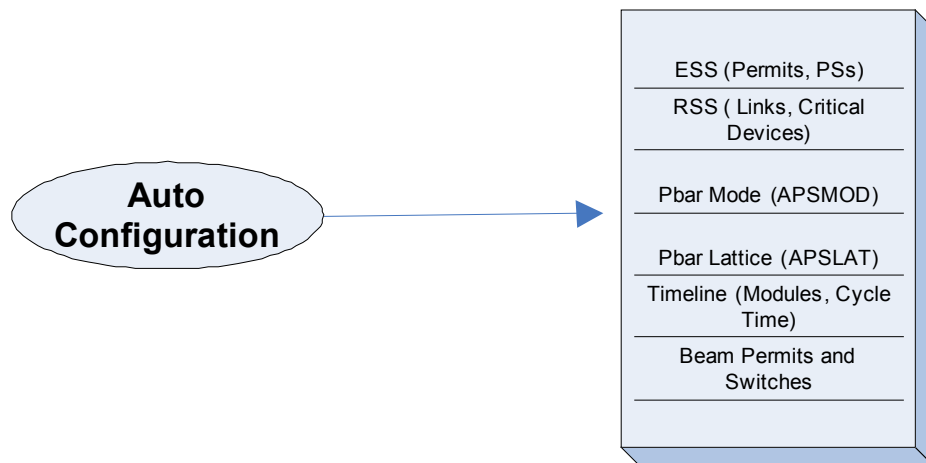 Auto
Configuration
ESS (Permits, PSs)
RSS ( Links, Critical
Devices)
Pbar Mode (APSMOD)
Pbar Lattice (APSLAT)
Timeline (Modules, Cycle
Time)
Beam Permits and
Switches